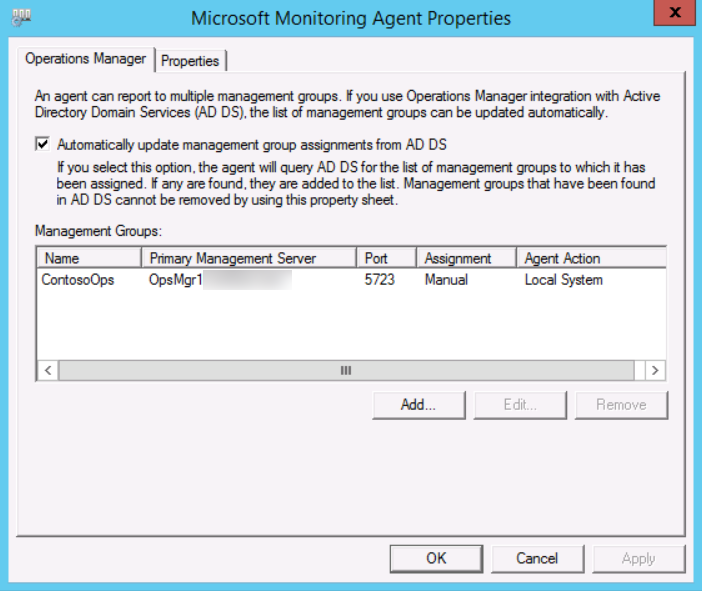 Microsoft Monitoring Agent Properties
x
Operations Manager Properties
An agent can report to multiple management groups. If you use Operations Manager integration with Active
Directory Domain Services (AD DS), the list of management groups can be updated automatically.
Automatically update management group assignments from AD DS
If you select this option, the agent will query AD DS for the list of management groups to which it has
been assigned. If any are found, they are added to the list. Management groups that have been found
in AD DS cannot be removed by using this property sheet.
Management Groups:
Name Primary Management Server Port Assignment Agent Action
ContosoOps OpsMgr1 5723 Manual Local System
Add... Edit... Remove
OK Cancel Apply